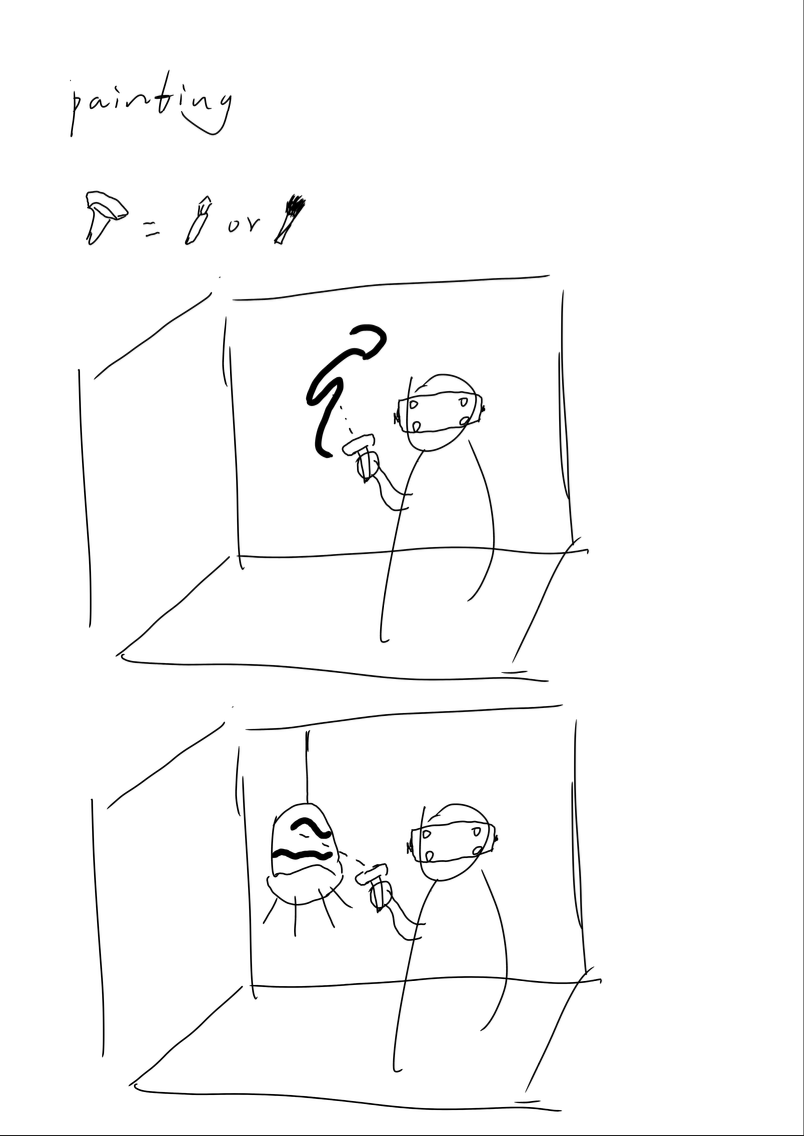 painting
= or